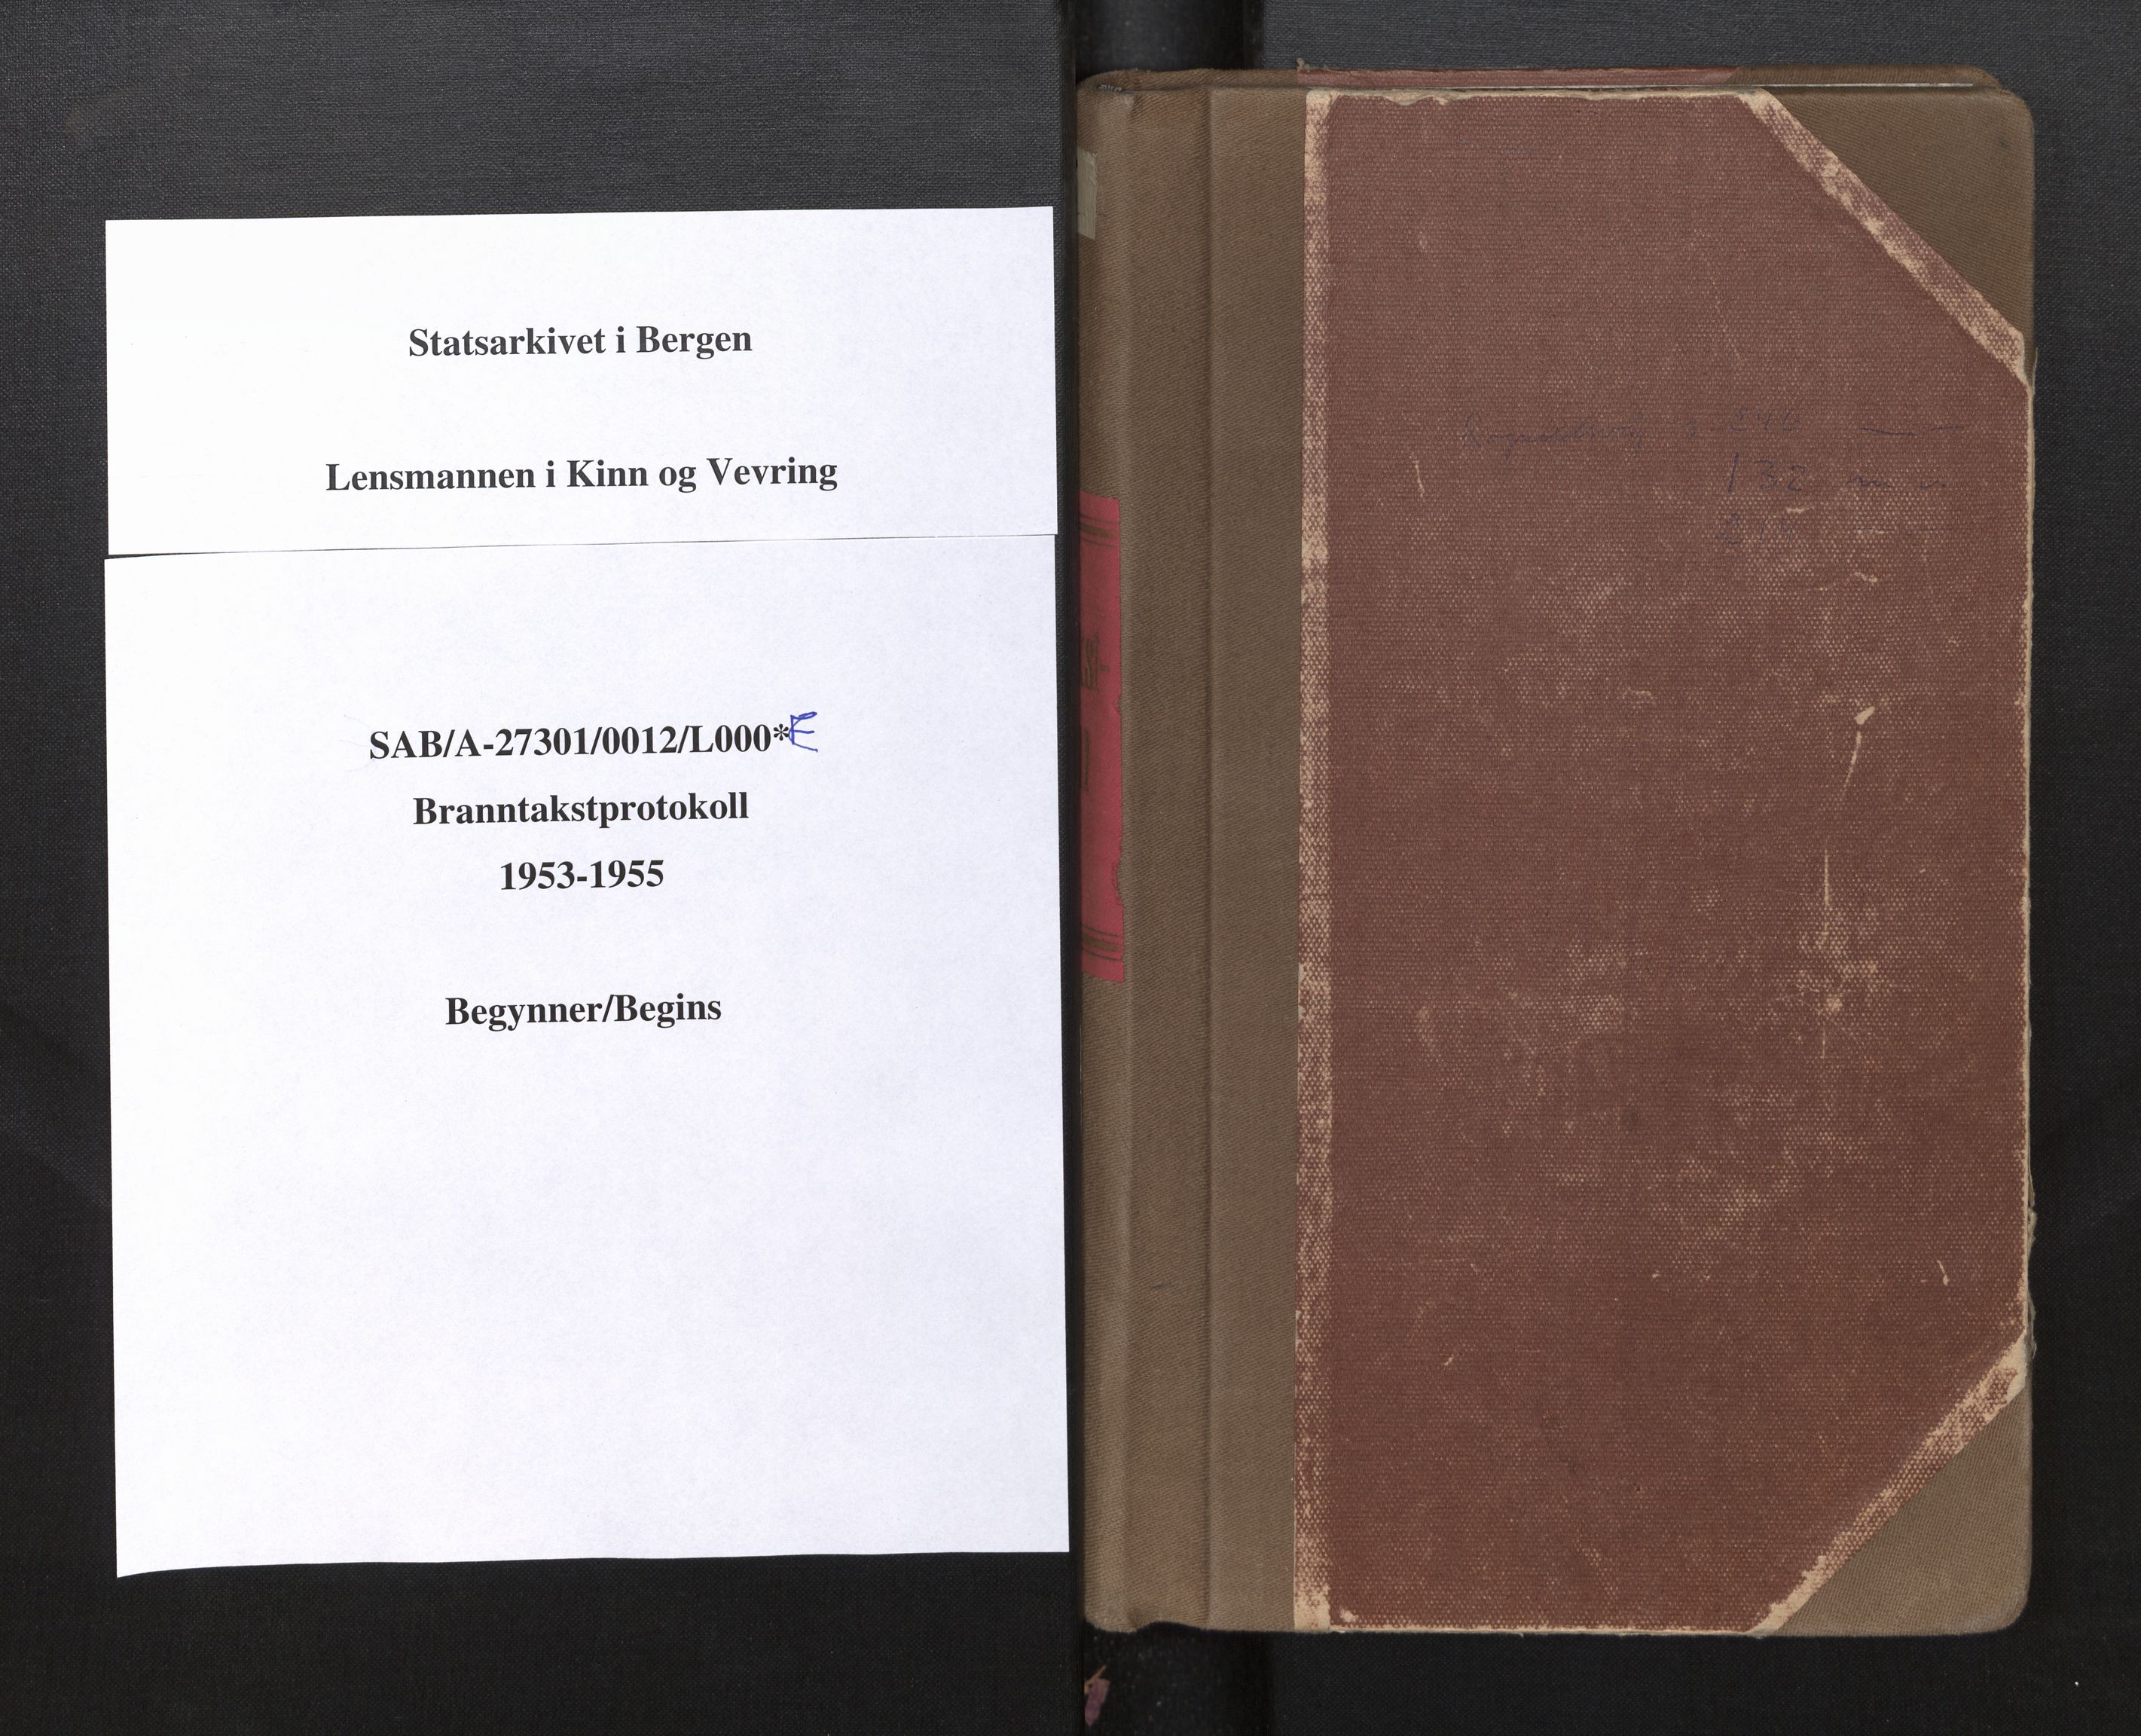 Statsarkivet i Bergen
Lensmannen i Kinn og Vevring
SAB/A-27301/0012/L000*E
Branntakstprotokoll
1953-1955
Begynner/Begins
132